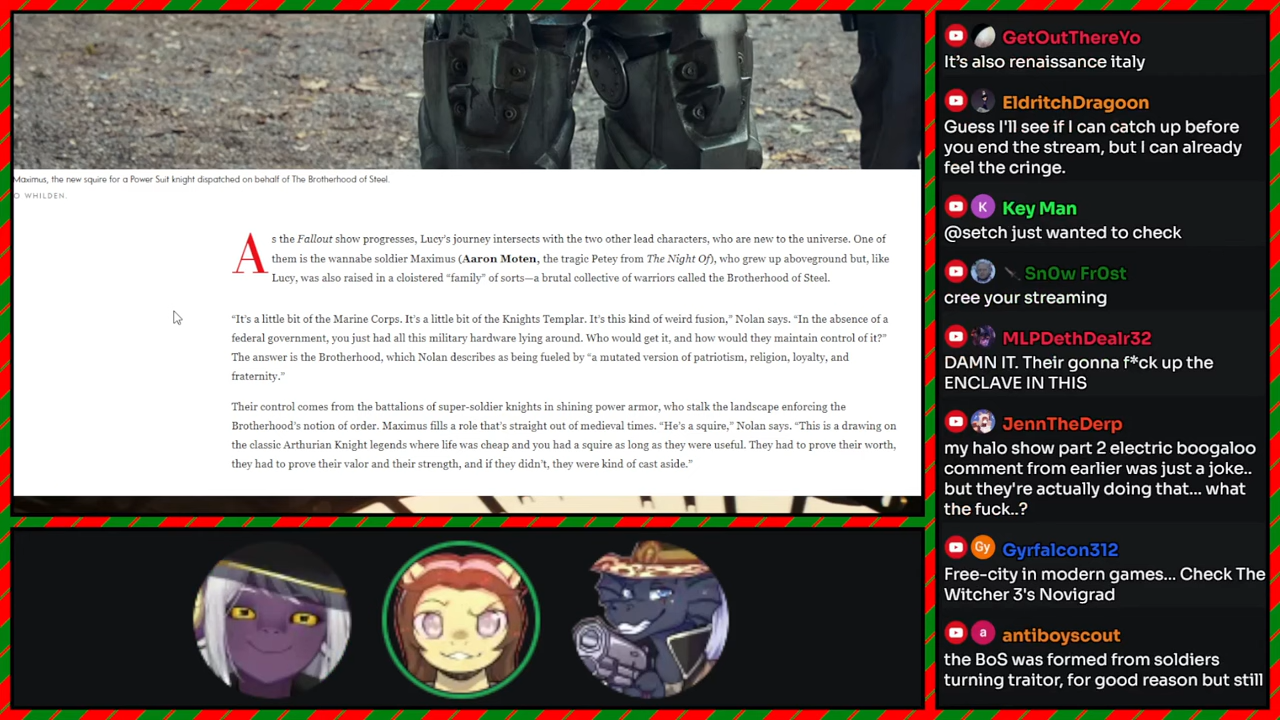 Maximus, the new squire for a Power Suit knight dispatched on behalf of The Brotherhood of Steel.
O WHILDEN.
As the Fallout show progresses, Lucy's journey intersects with the two other lead characters, who are new to the universe. One of
them is the wannabe soldier Maximus (Aaron Moten, the tragic Petey from The Night Of), who grew up aboveground but, like
Lucy, was also raised in a cloistered “family” of sorts—a brutal collective of warriors called the Brotherhood of Steel.
“It's a little bit of the Marine Corps. It's a little bit of the Knights Templar. It's this kind of weird fusion,” Nolan says. “In the absence of a
federal government, you just had all this military hardware lying around. Who would get it, and how would they maintain control of it?”
The answer is the Brotherhood, which Nolan describes as being fueled by “a mutated version of patriotism, religion, loyalty, and
fraternity.”
Their control comes from the battalions of super-soldier knights in shining power armor, who stalk the landscape enforcing the
Brotherhood's notion of order. Maximus fills a role that's straight out of medieval times. “He's a squire,” Nolan says. “This is a drawing on
the classic Arthurian Knight legends where life was cheap and you had a squire as long as they were useful. They had to prove their worth,
they had to prove their valor and their strength, and if they didn't, they were kind of cast aside.”
GetOutThereYo
It’s also renaissance italy
EldritchDragoon
Guess I'll see if I can catch up before
you end the stream, but I can already
feel the cringe.
K Key Man
@setch just wanted to check
Sn0w Fr0st
cree your streaming
MLPDethDealr32
DAMN IT. Their gonna f*ck up the
ENCLAVE IN THIS
JennTheDerp
my halo show part 2 electric boogaloo
comment from earlier was just a joke..
but they're actually doing that... what
the fuck..?
Gy Gyrfalcon312
Free-city in modern games... Check The
Witcher 3's Novigrad
a antiboyscout
the BoS was formed from soldiers
turning traitor, for good reason but still